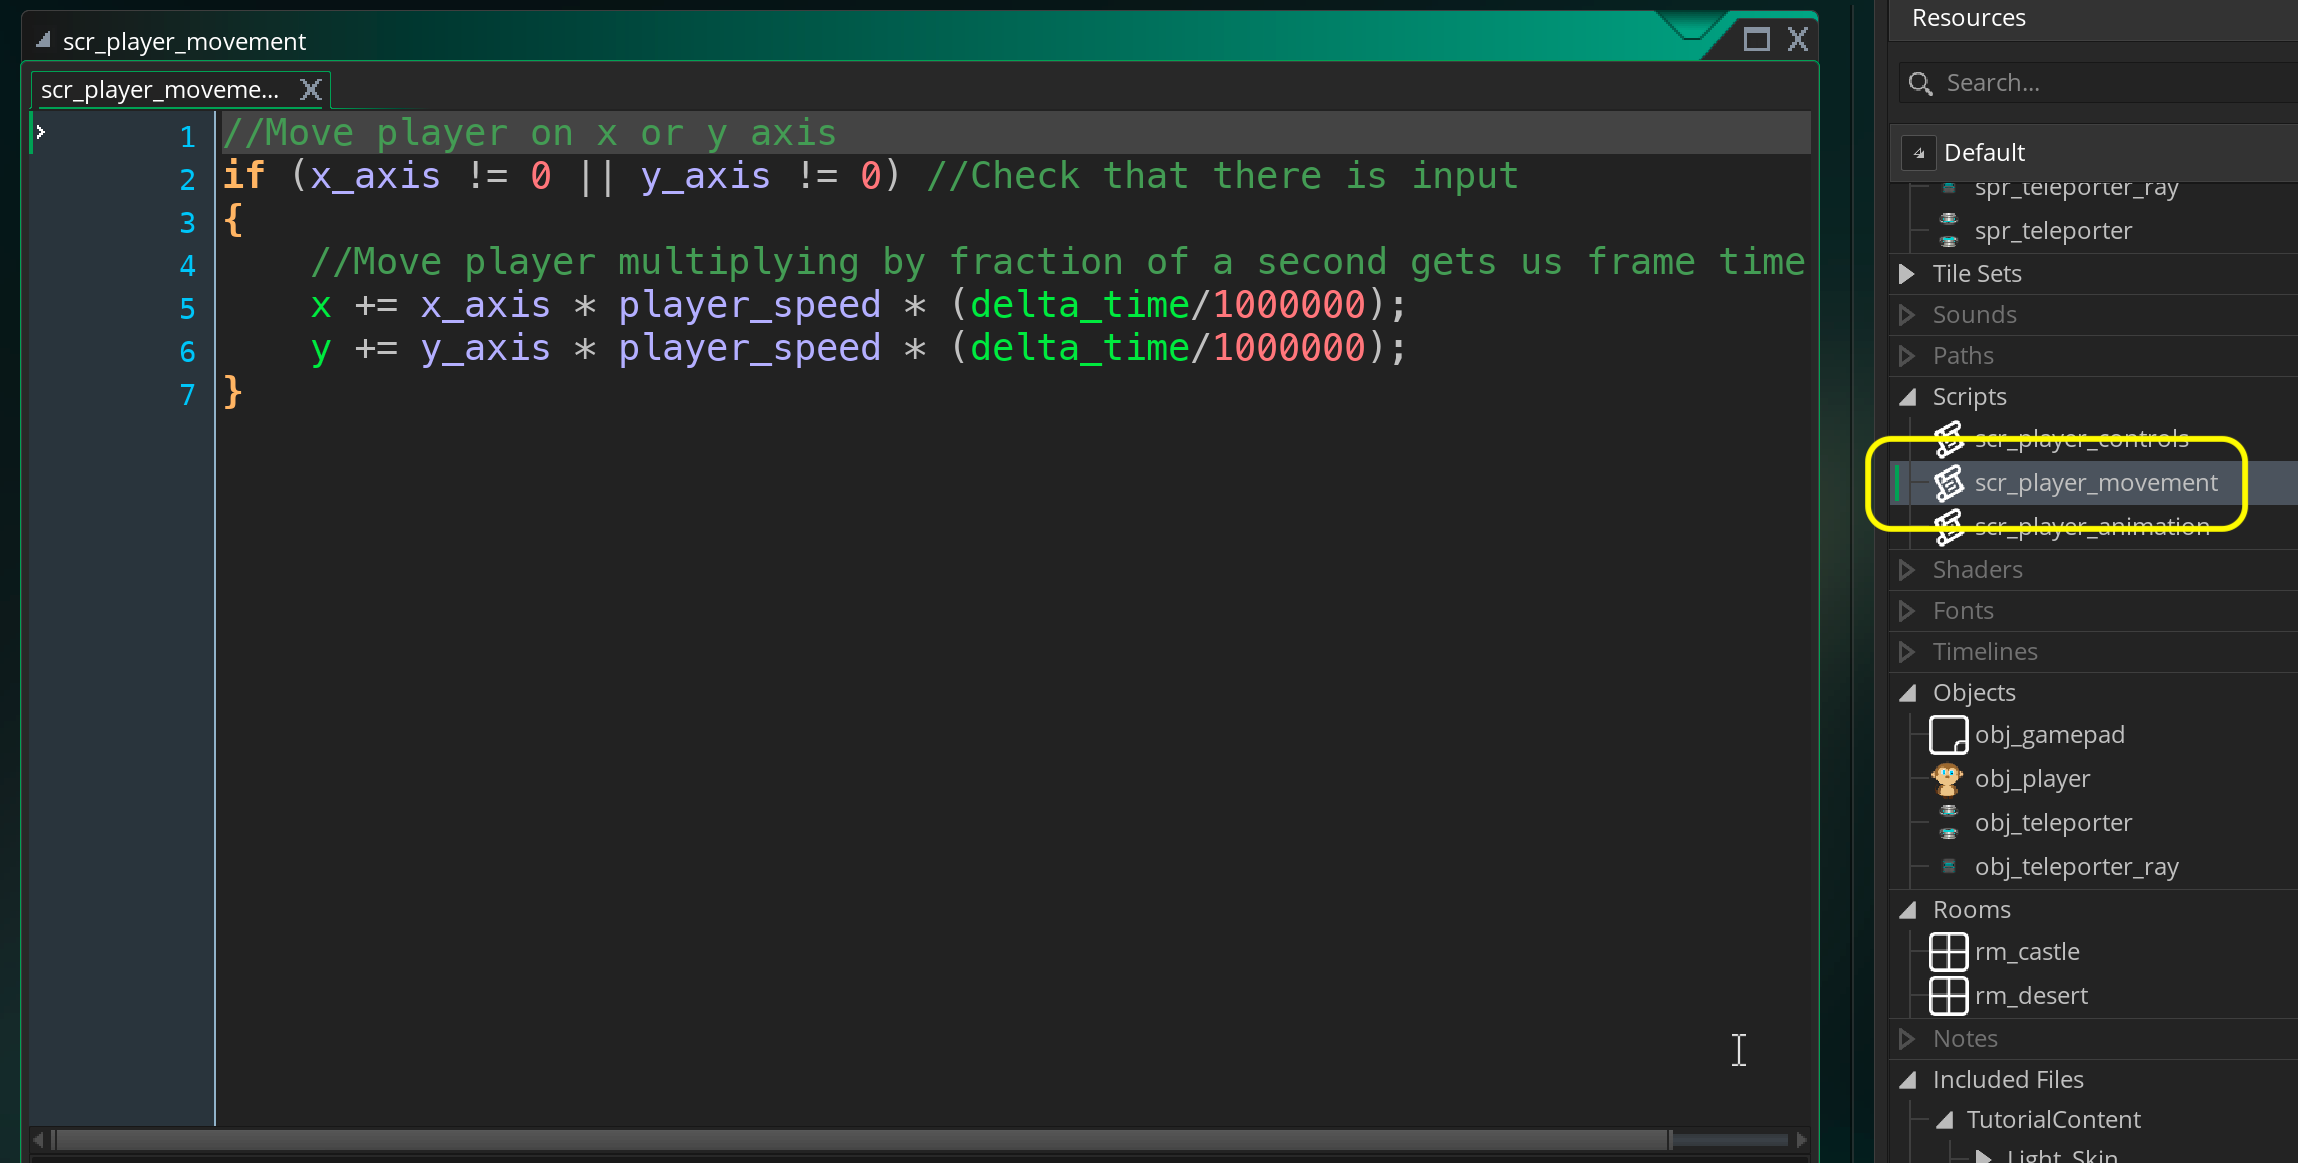 scr_player_movement
scr_player_moveme...
1 //Move player on x or y axis
2 if (x_axis != 0 || y_axis != 0) //Check that there is input
3 {
4 //Move player multiplying by fraction of a second gets us frame time
5 x += x_axis * player_speed * (delta_time/1000000);
6 y += y_axis * player_speed * (delta_time/1000000);
7 }
Resources
Search...
Default
spr_teleporter_ray
spr_teleporter
Tile Sets
Sounds
Paths
Scripts
scr_player_controls
scr_player_movement
scr_player_animation
Shaders
Fonts
Timelines
Objects
obj_gamepad
obj_player
obj_teleporter
obj_teleporter_ray
Rooms
rm_castle
rm_desert
Notes
Included Files
TutorialContent
Light_Skin